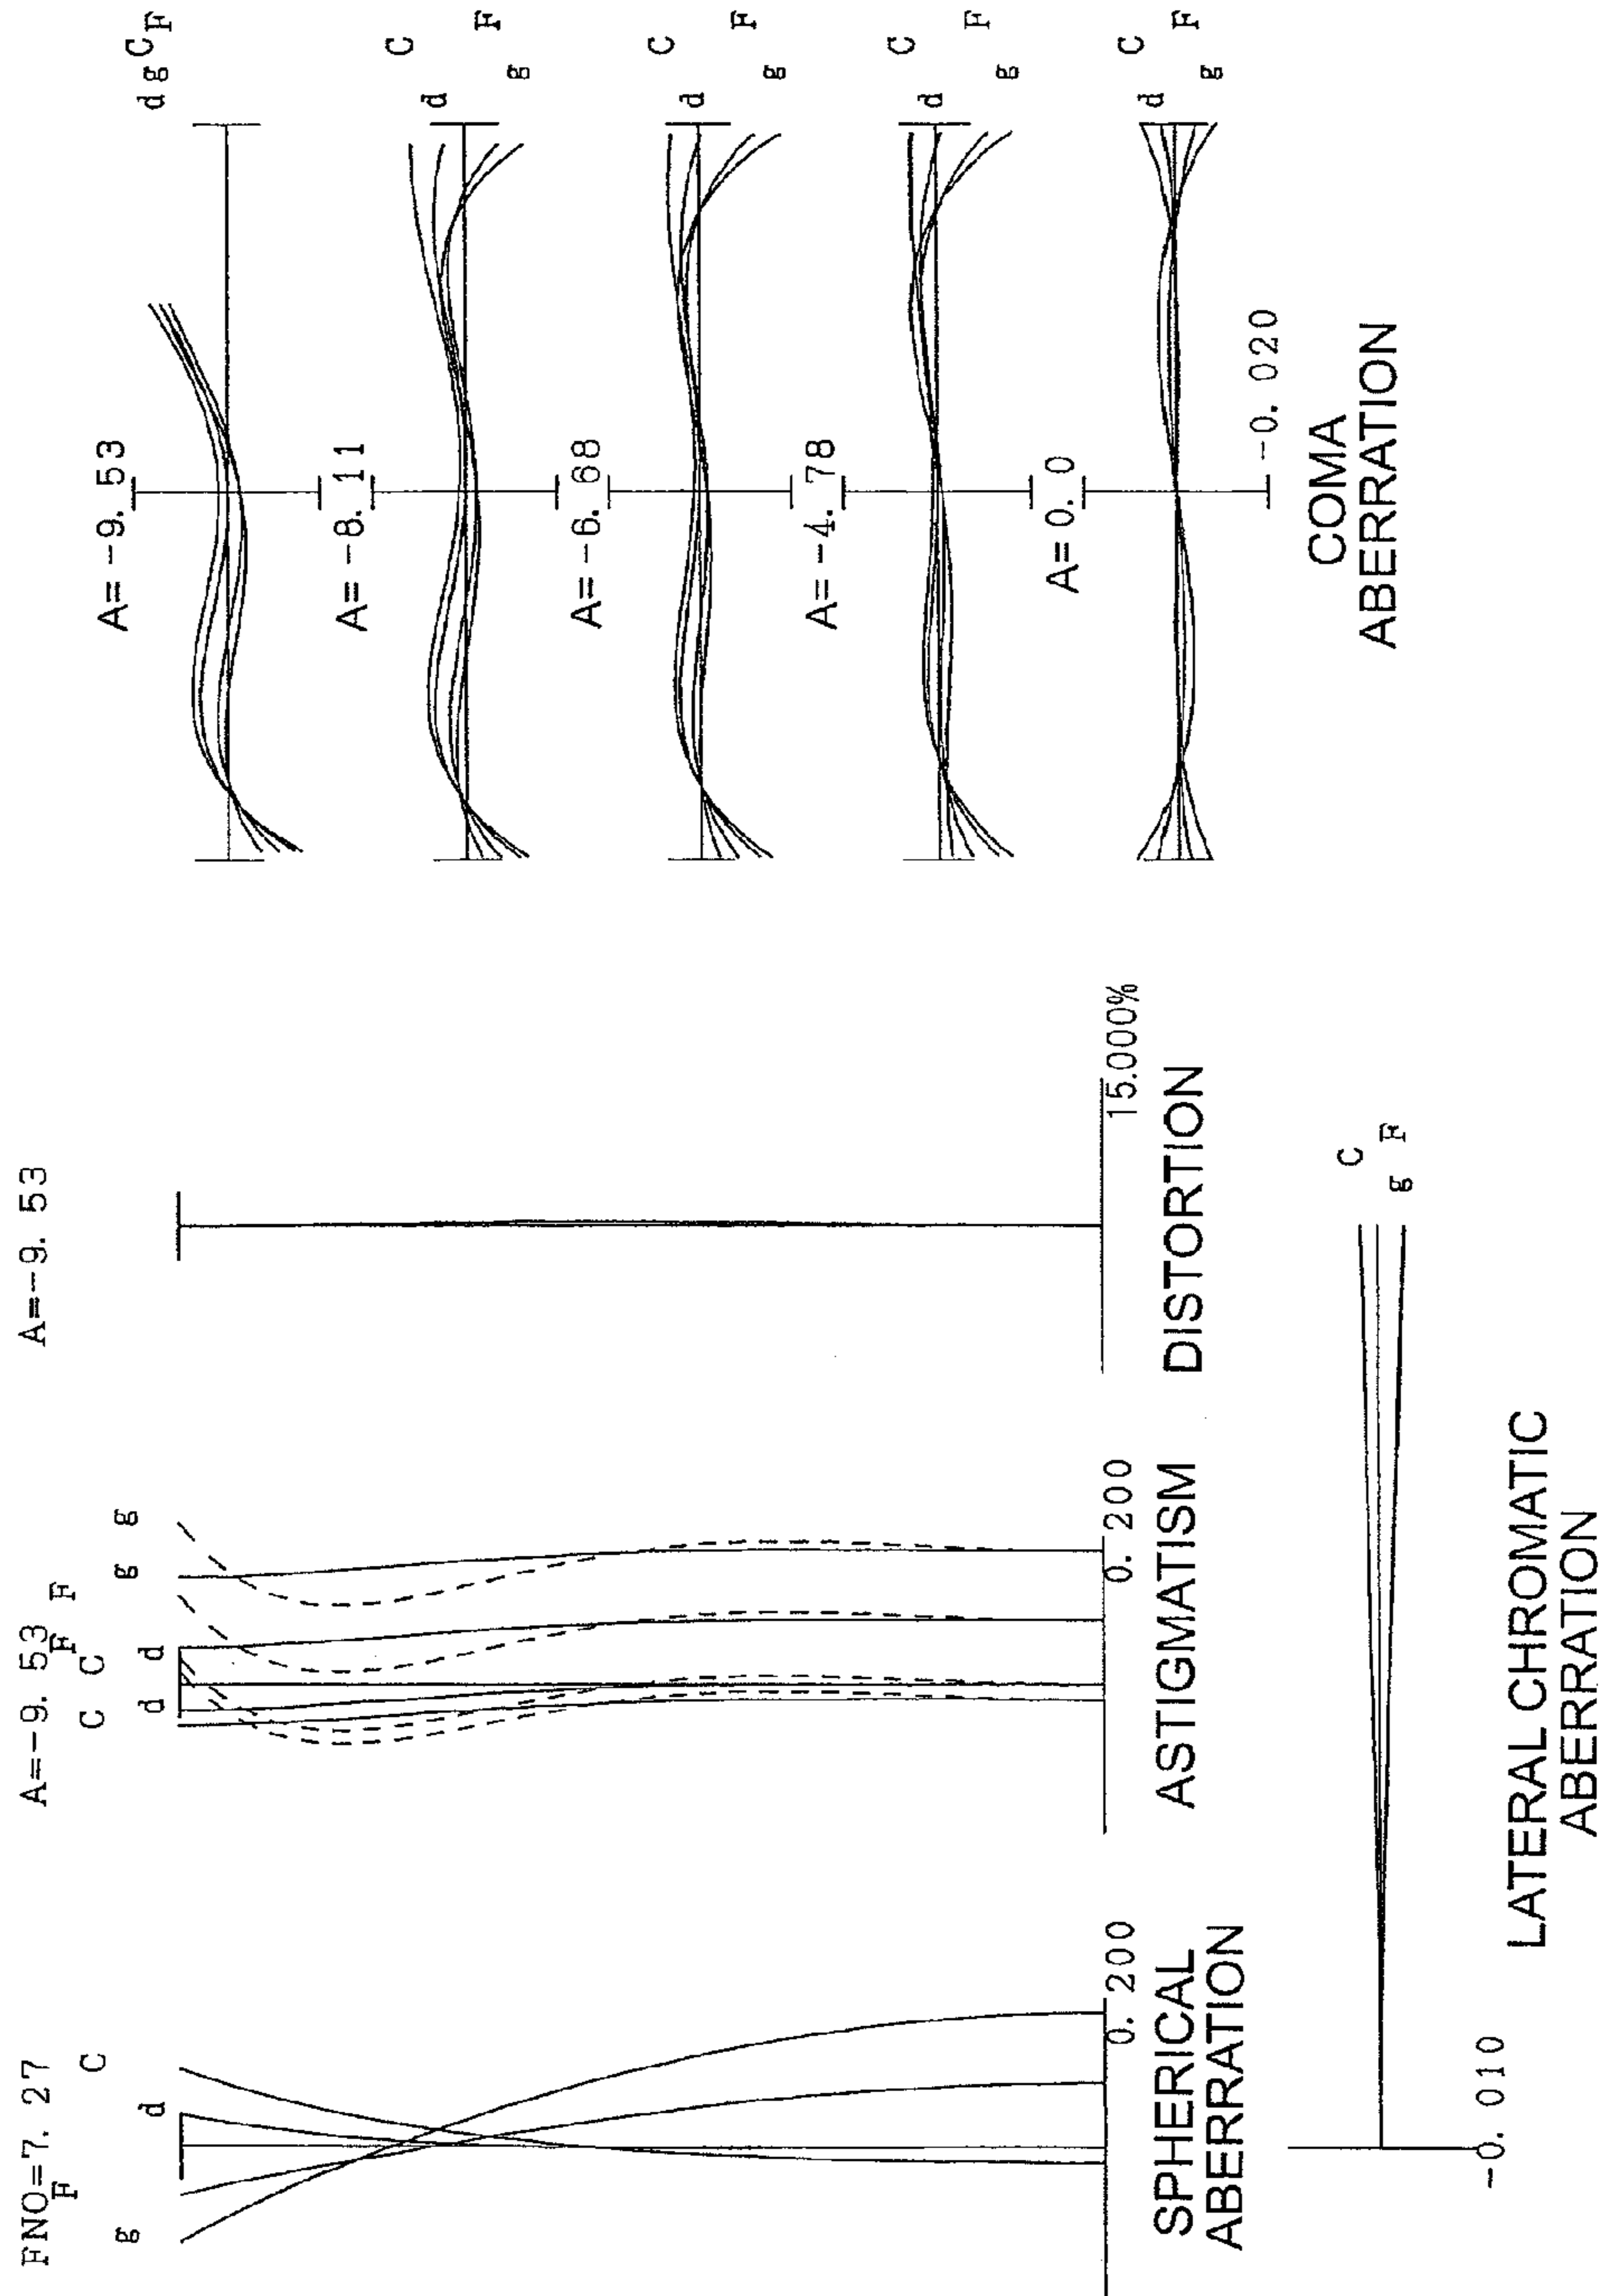 FNO=7. 27
F
g
d
C
0. 200
SPHERICAL
ABERRATION
A=-9. 53
C
C
F
F
d
d
g
g
0. 200
ASTIGMATISM
A=-9. 53
15.000%
DISTORTION
C
g
F
-0. 010
LATERAL CHROMATIC
ABERRATION
A=-9. 53
d
g
C
F
A=-8. 11
C
d
F
g
A=-6. 68
C
d
F
g
A=-4. 78
C
d
F
g
A=0. 0
C
d
F
g
-0. 020
COMA
ABERRATION